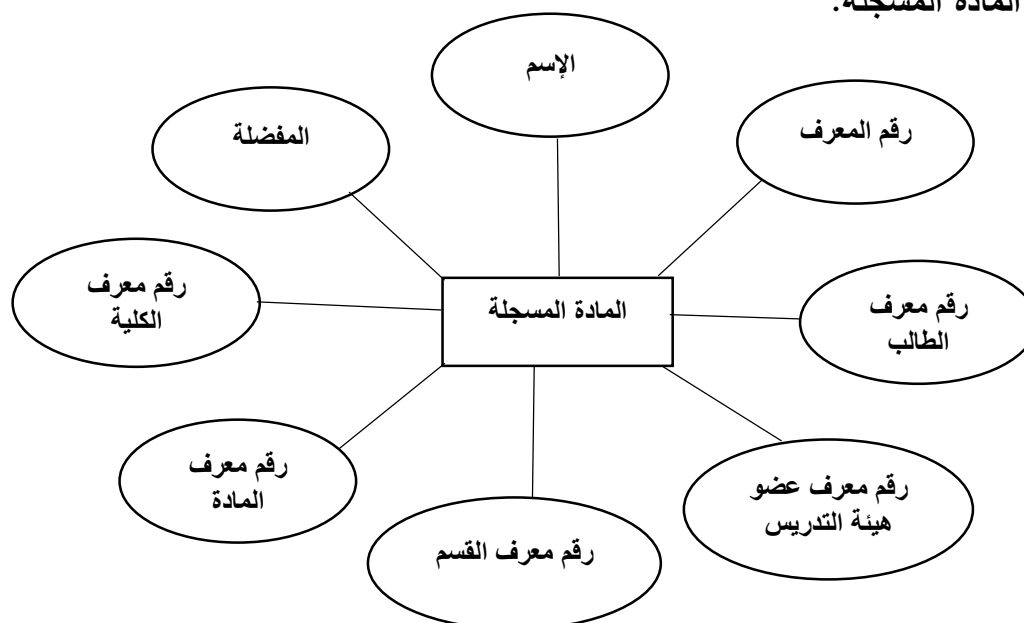 المادة المسجلة.
الإسم
رقم المعرف
المفضلة
رقم معرف
الكلية
المادة المسجلة
رقم معرف
الطالب
رقم معرف
المادة
رقم معرف القسم
رقم معرف عضو
هيئة التدريس